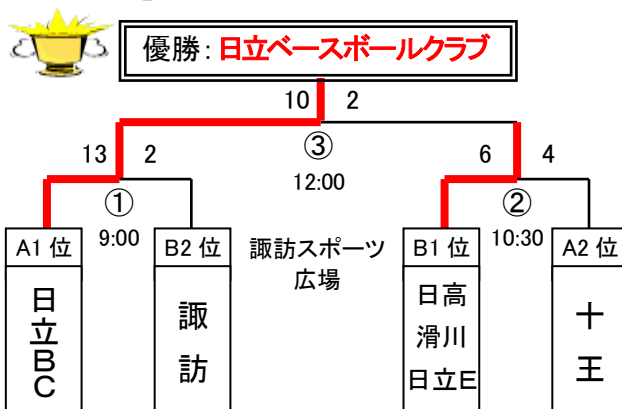 優勝：日立ベースボールクラブ
10 2
13 2
③
6 4
12:00
①
②
9:00
10:30
A1 位
B2 位
諏訪スポーツ
広場
B1 位
A2 位
日立BC
諏訪
日高
滑川
日立E
十王